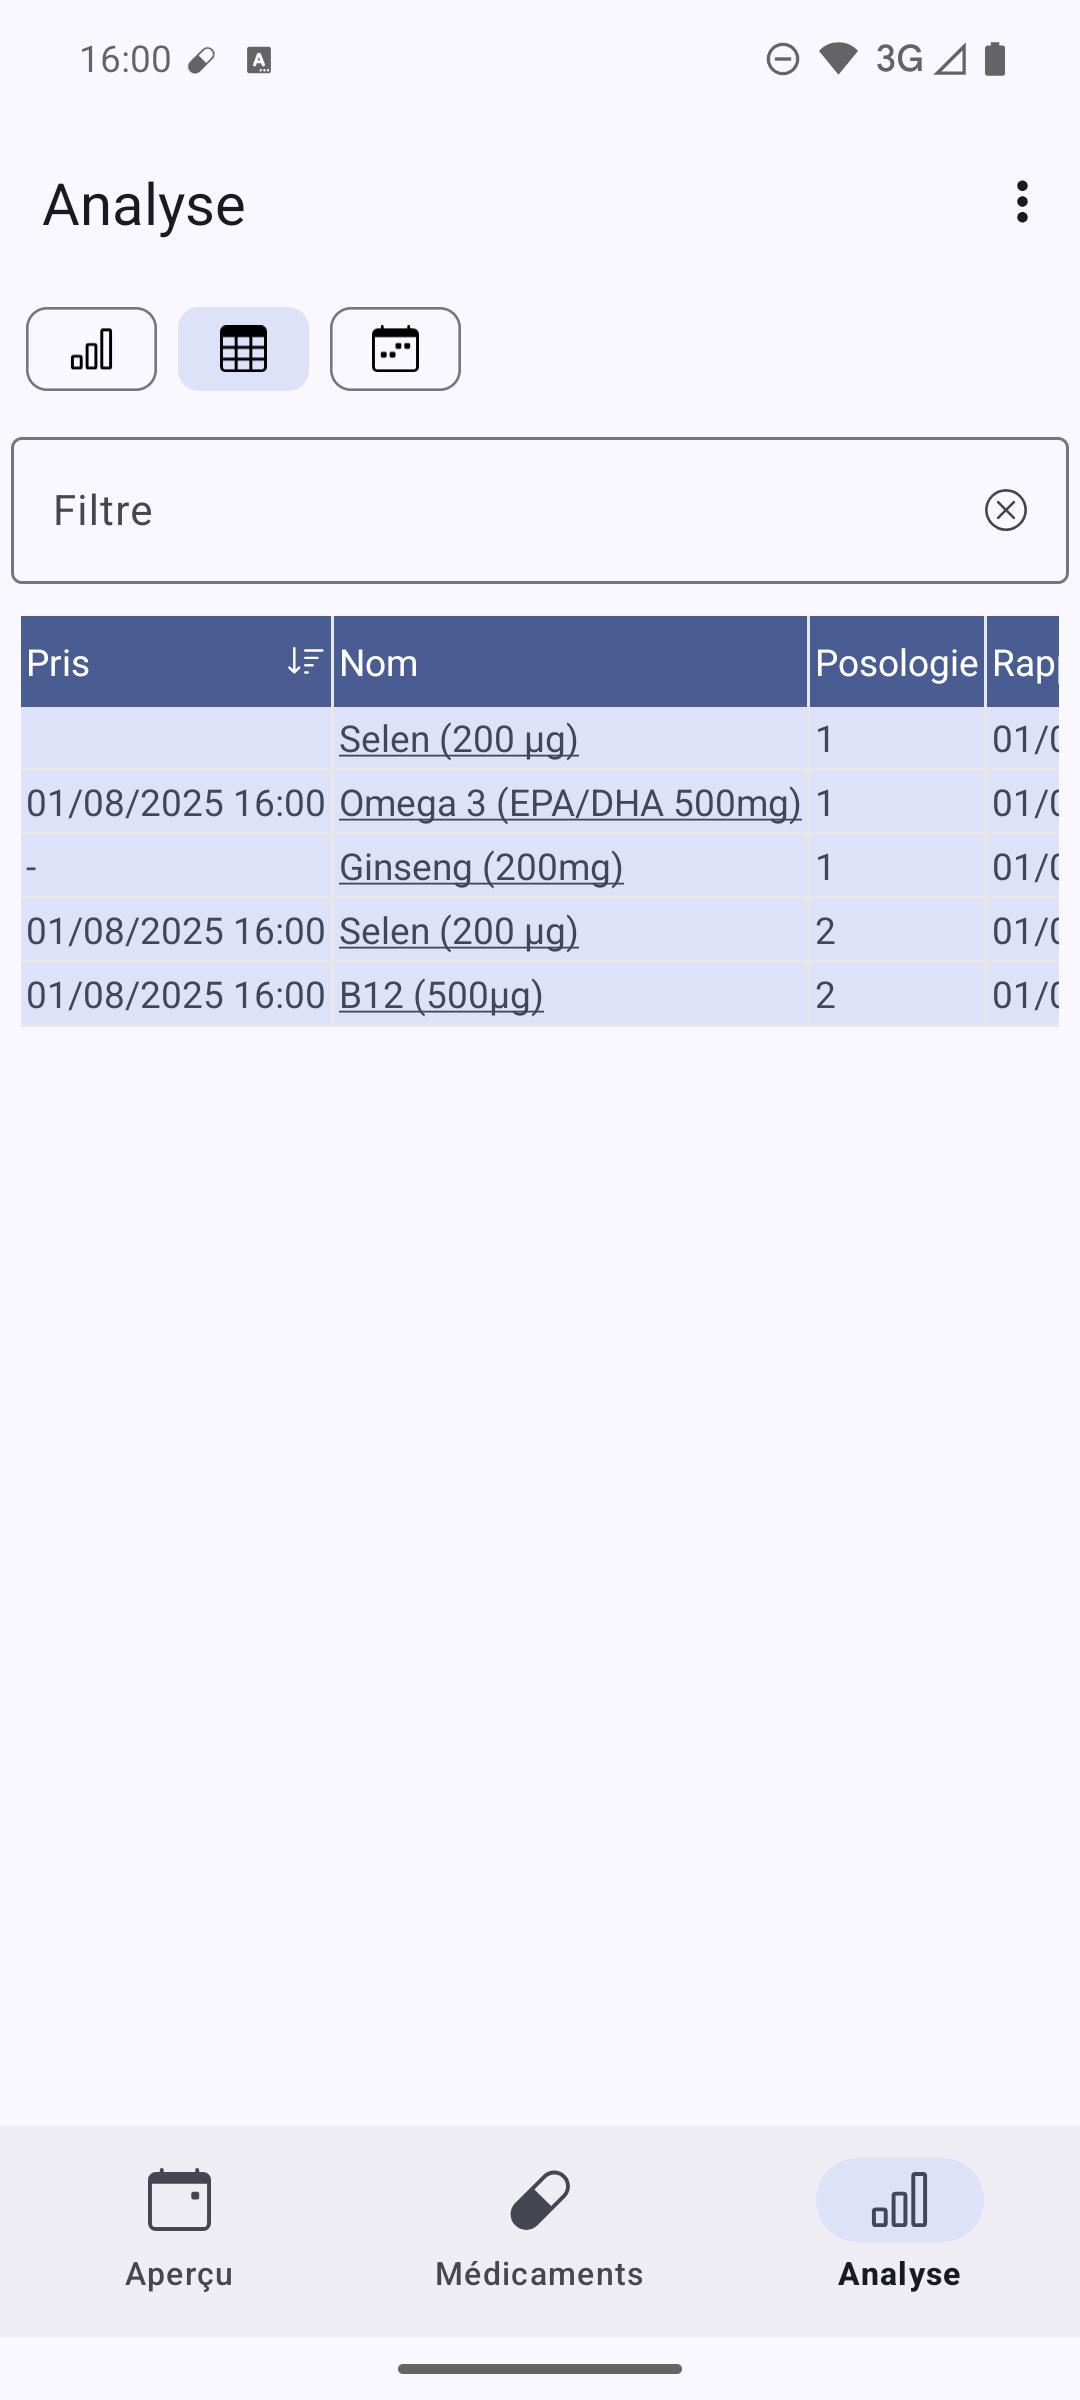 16:00 3G
Analyse
Filtre
Pris Nom Posologie Rapp
Selen (200 µg) 1 01/0
01/08/2025 16:00 Omega 3 (EPA/DHA 500mg) 1 01/0
- Ginseng (200mg) 1 01/0
01/08/2025 16:00 Selen (200 µg) 2 01/0
01/08/2025 16:00 B12 (500µg) 2 01/0
Aperçu Médicaments Analyse